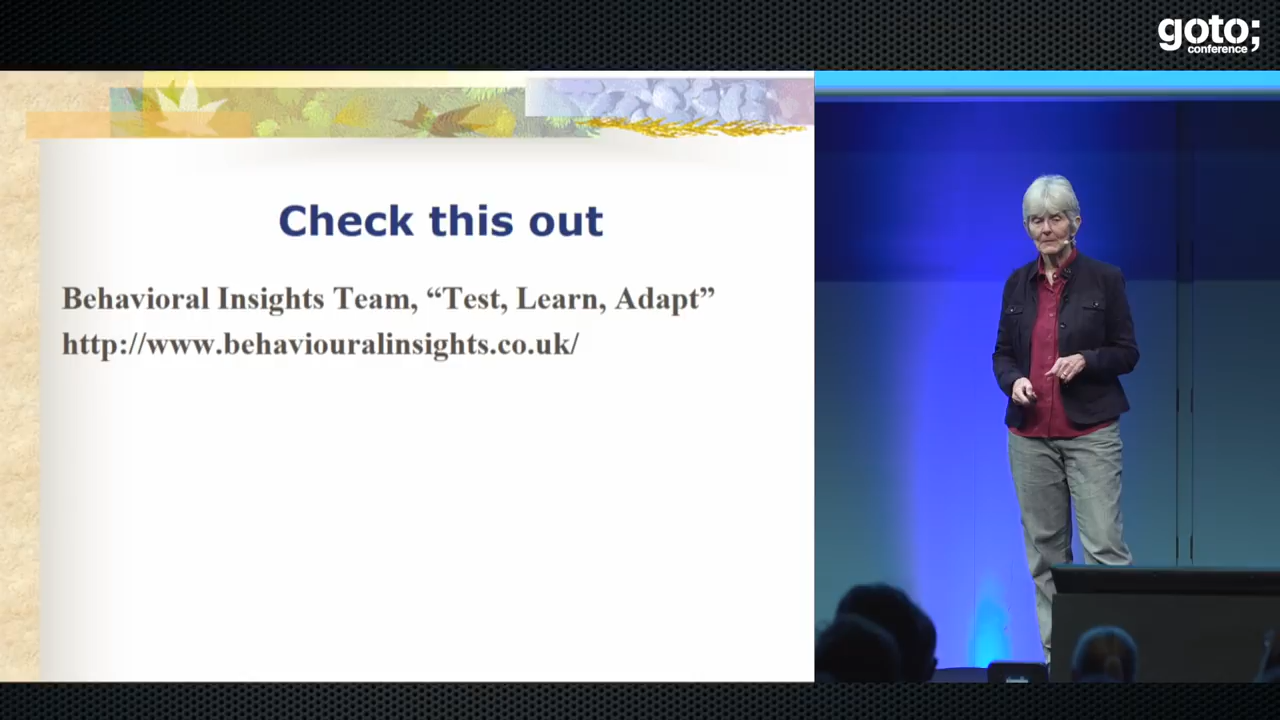 goto;
conference
Check this out
Behavioral Insights Team, “Test, Learn, Adapt”
http://www.behaviouralinsights.co.uk/